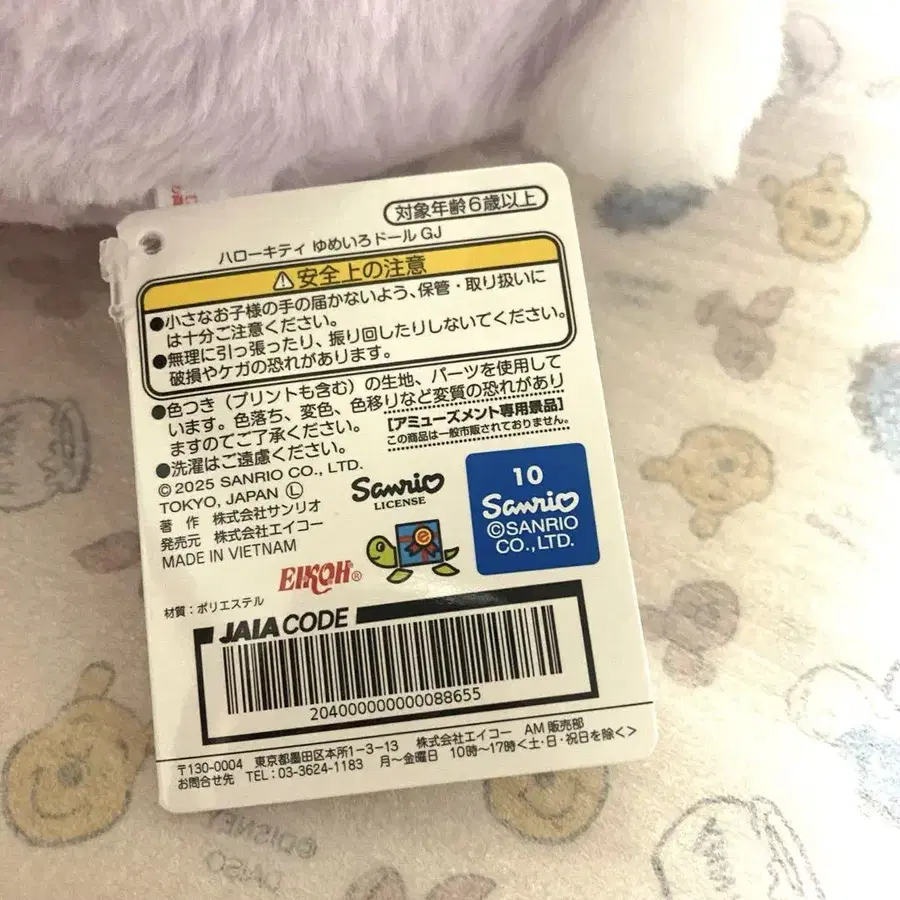 対象年齢6歳以上
ハローキティ ゆめいろドールGJ
⚠安全上の注意
●小さなお子様の手の届かないよう、保管・取り扱いに
は十分ご注意ください。
●無理に引っ張ったり、振り回したりしないでください。
破損やケガの恐れがあります。
●色つき(プリントも含む)の生地、パーツを使用して
います。色落ち、変色、色移りなど変質の恐れがあり
ますのでご了承ください。
●洗濯はご遠慮ください。
[アミューズメント専用景品]
この商品は一般市販されておりません。
©2025 SANRIO CO., LTD.
TOKYO, JAPAN Ⓛ
著 作 株式会社サンリオ
発売元 株式会社エイコー
MADE IN VIETNAM
Sanrio
LICENSE
10
Sanrio
©SANRIO
CO., LTD.
EIKOH®
e
材質:ポリエステル
JAIA CODE
204000000000088655
〒130-0004 東京都墨田区本所1-3-13 株式会社エイコー AM販売部
お問合せ先 TEL:03-3624-1183 月~金曜日 10時~17時<土・日・祝日を除く>
©DISNEY
DAISO